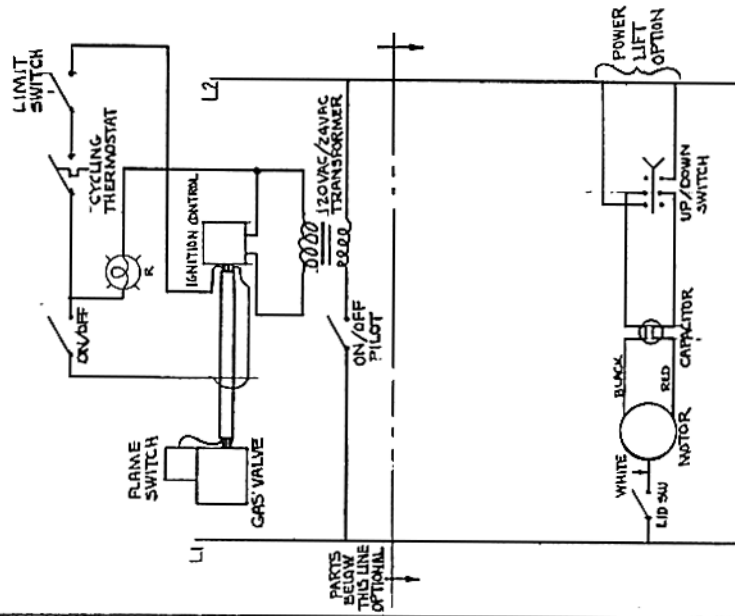 LIMIT
SWITCH
CYCLING
THERMOSTAT
ON/OFF
R
FLAME
SWITCH
GAS VALVE
IGNITION CONTROL
120VAC/24VAC
TRANSFORMER
ON/OFF
PILOT
L1
L2
PARTS
BELOW
THIS LINE
OPTIONAL
POWER
LIFT
OPTION
UP/DOWN
SWITCH
CAPACITOR
BLACK
RED
MOTOR
WHITE
LID SW